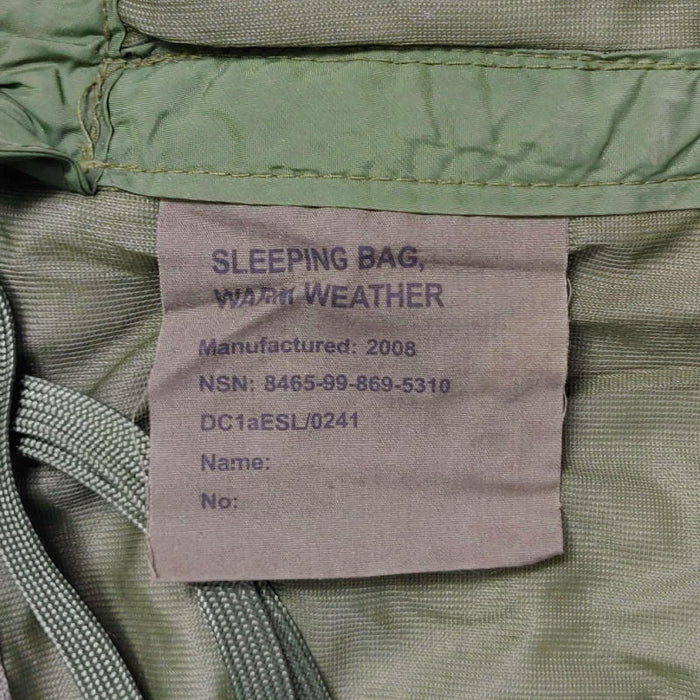 SLEEPING BAG,
WARM WEATHER
Manufactured: 2008
NSN: 8465-99-869-5310
DC1aESL/0241
Name:
No: